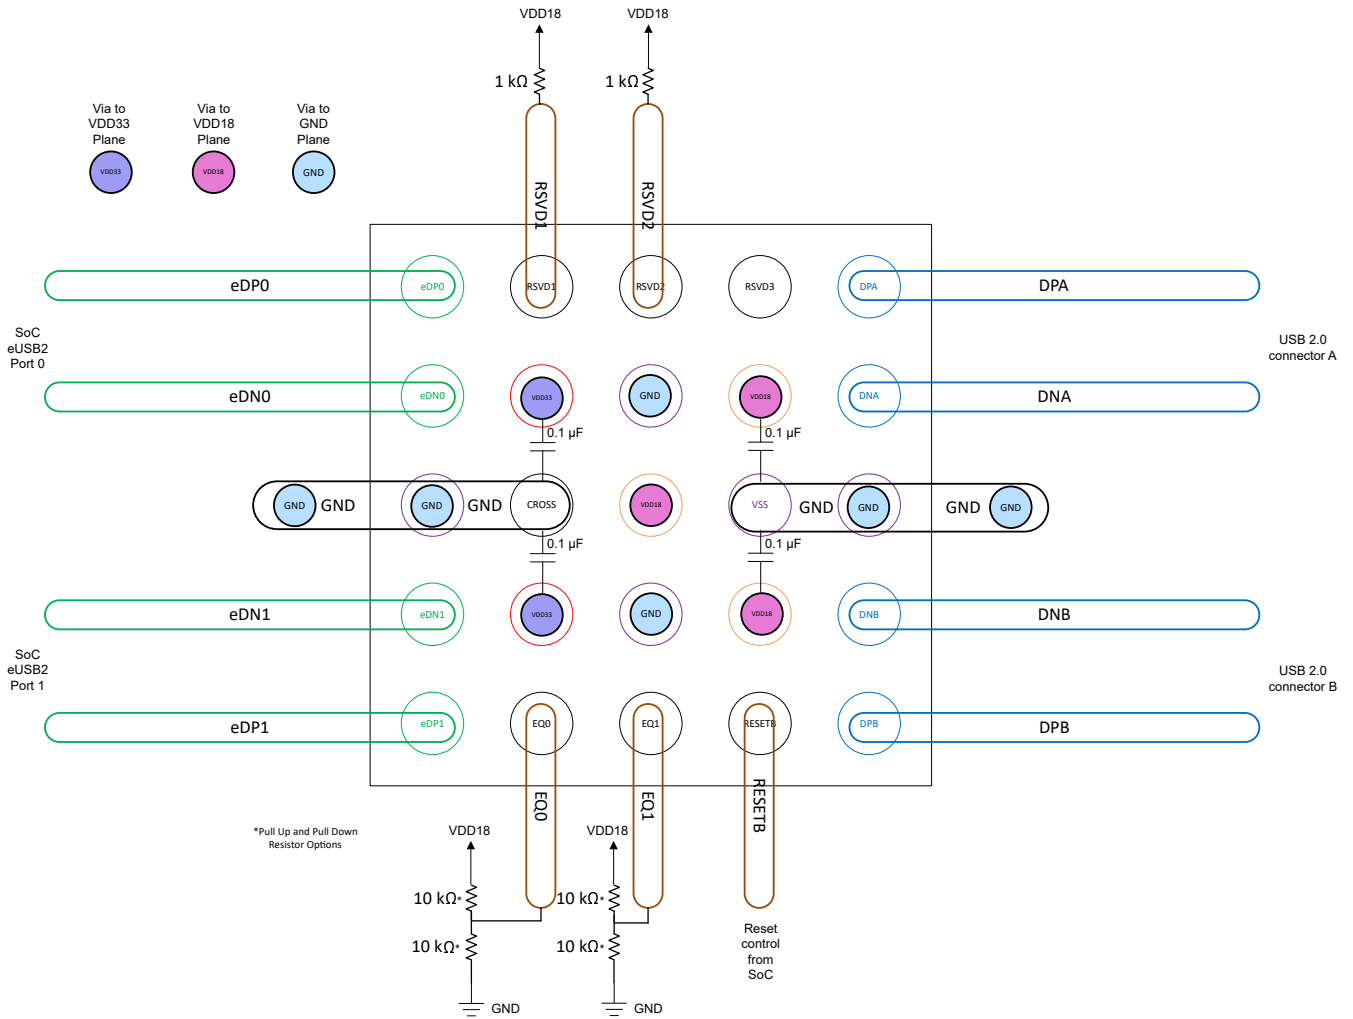 VDD18
VDD18
1 kΩ
1 kΩ
Via to
VDD33
Plane
Via to
VDD18
Plane
Via to
GND
Plane
VDD33
VDD18
GND
RSVD1
RSVD2
eDP0
eDP0
RSVD1
RSVD2
RSVD3
DPA
DPA
SoC
eUSB2
Port 0
USB 2.0
connector A
eDN0
eDN0
VDD33
GND
VDD18
DNA
DNA
0.1 µF
0.1 µF
GND
GND
GND
GND
CROSS
VDD18
VSS
GND
GND
GND
GND
0.1 µF
0.1 µF
eDN1
eDN1
VDD33
GND
VDD18
DNB
DNB
SoC
eUSB2
Port 1
USB 2.0
connector B
eDP1
eDP1
EQ0
EQ1
RESETB
DPB
DPB
EQ0
EQ1
RESETB
*Pull Up and Pull Down
Resistor Options
VDD18
VDD18
10 kΩ*
10 kΩ*
10 kΩ*
10 kΩ*
Reset
control
from
SoC
GND
GND